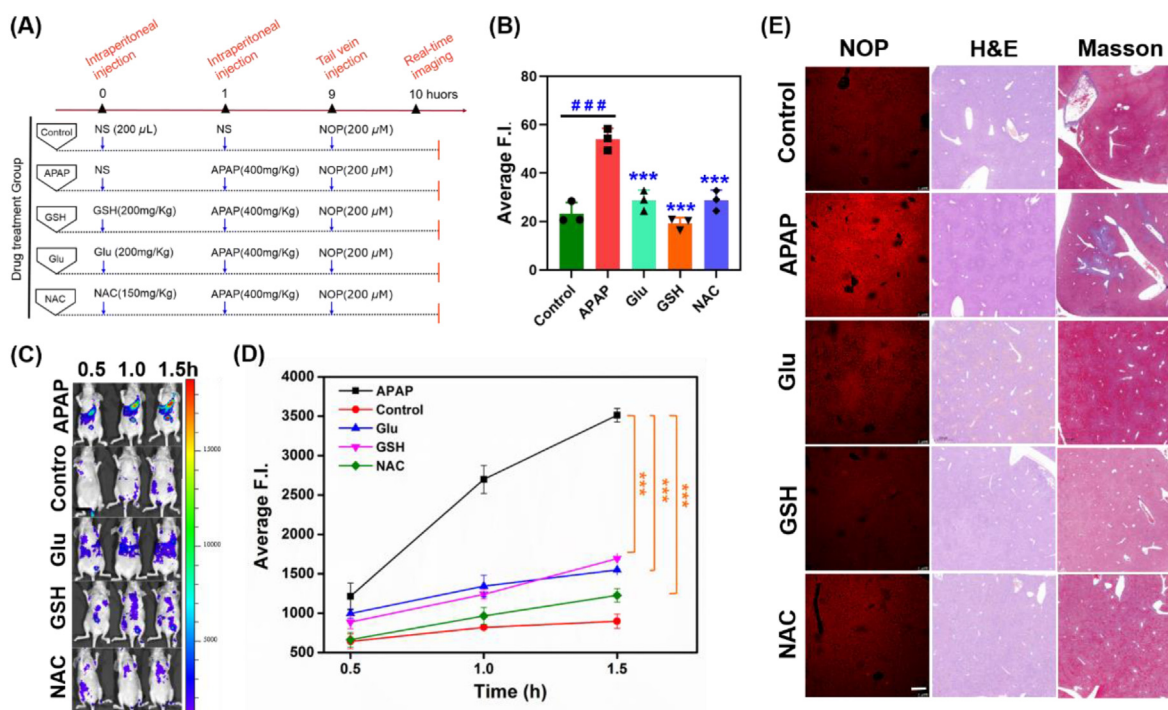 (A)
Intraperitoneal injection
Intraperitoneal injection
Tail vein injection
Real-time imaging
0 1 9 10 huors
Drug treatment Group
Control NS (200 µL) NS NOP(200 µM)
APAP NS APAP(400mg/Kg) NOP(200 µM)
GSH GSH(200mg/Kg) APAP(400mg/Kg) NOP(200 µM)
Glu Glu (200mg/Kg) APAP(400mg/Kg) NOP(200 µM)
NAC NAC(150mg/Kg) APAP(400mg/Kg) NOP(200 µM)
(B)
Average F.I.
80
60
40
20
0
###
***
***
***
Control APAP Glu GSH NAC
(C)
0.5 1.0 1.5h
APAP
Contro
Glu
GSH
NAC
(D)
Average F.I.
4000
3500
3000
2500
2000
1500
1000
500
APAP
Control
Glu
GSH
NAC
***
***
***
0.5 1.0 1.5
Time (h)
(E)
NOP H&E Masson
Control
APAP
Glu
GSH
NAC